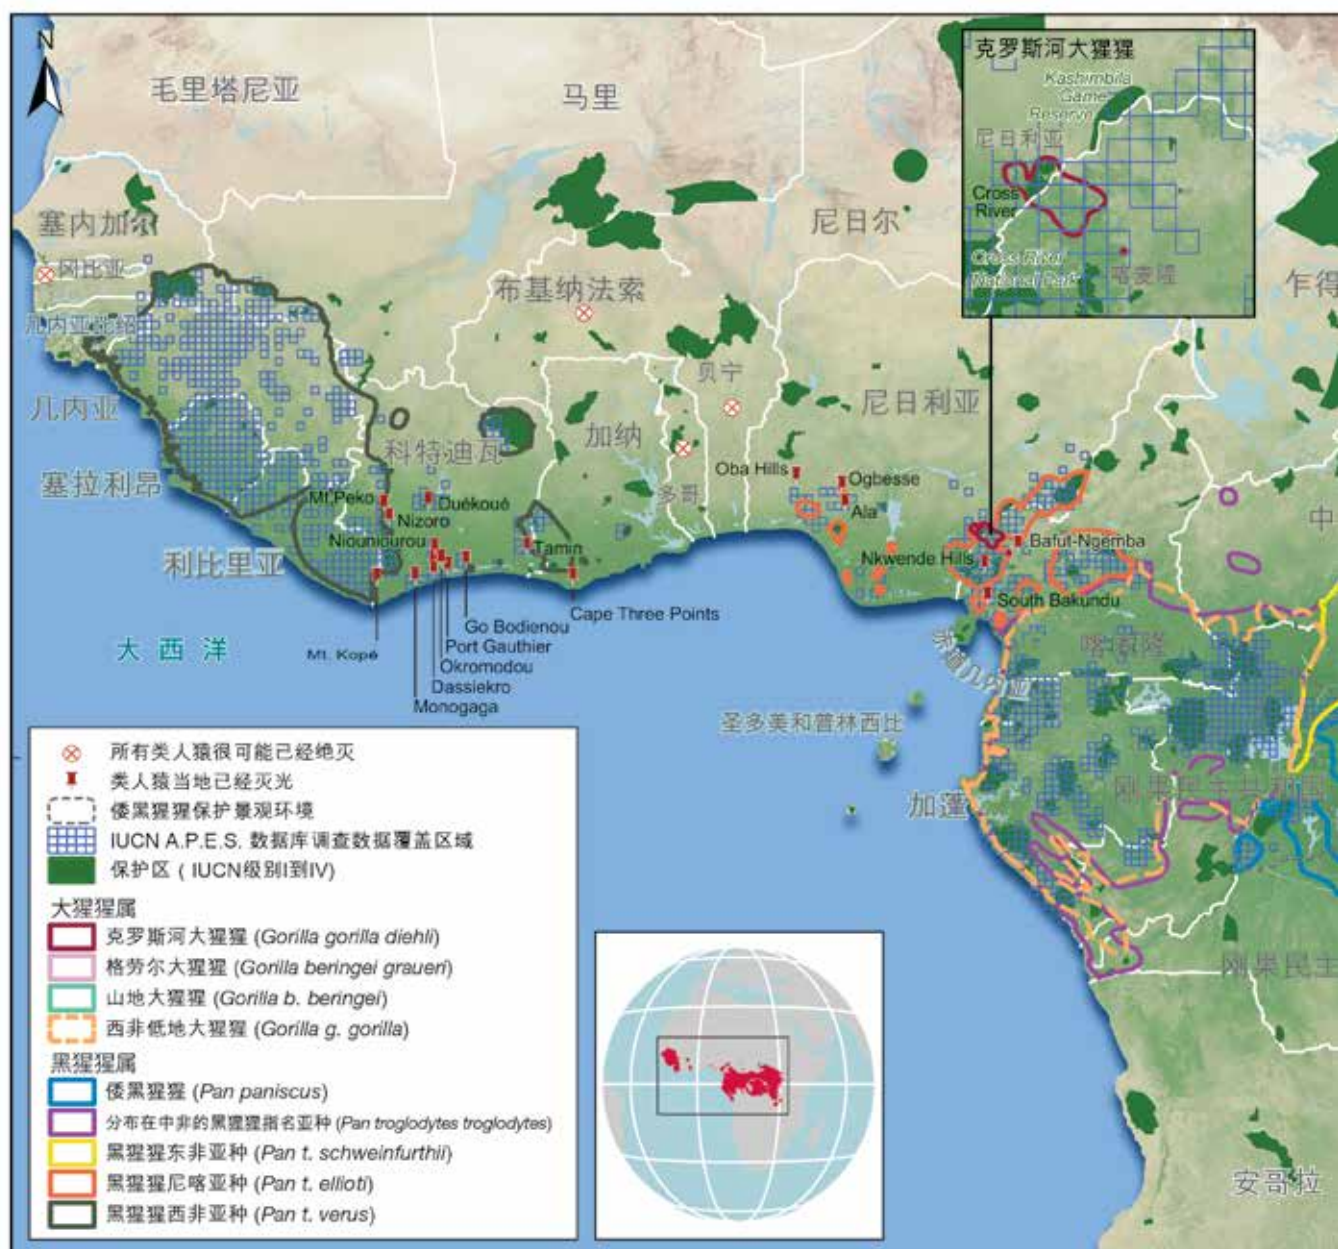 N
毛里塔尼亚
马里
克罗斯河大猩猩
Kashimbila
Game
Reserve
尼日利亚
Cross
River
Cross River
National Park
喀麦隆
塞内加尔
冈比亚
尼日尔
布基纳法索
乍得
几内亚比绍
贝宁
几内亚
尼日利亚
科特迪瓦
加纳
塞拉利昂
多哥
Oba Hills
Ogbesse
Mt.Peko
Duékoué
Ala
中
Nizoro
Niouniourou
Tamin
Nkwende Hills
Bafut-Ngemba
利比里亚
South Bakundu
Cape Three Points
Go Bodienou
大 西 洋
Mt. Kopé
Port Gauthier
喀麦隆
赤道几内亚
Okromodou
Dassiekro
Monogaga
圣多美和普林西比
加蓬
刚果民主共和国
所有类人猿很可能已经绝灭
类人猿当地已经灭光
倭黑猩猩保护景观环境
IUCN A.P.E.S. 数据库调查数据覆盖区域
保护区 ( IUCN级别I到IV)
大猩猩属
克罗斯河大猩猩 (Gorilla gorilla diehli)
格劳尔大猩猩 (Gorilla beringei graueri)
山地大猩猩 (Gorilla b. beringei)
西非低地大猩猩 (Gorilla g. gorilla)
刚果民主
黑猩猩属
倭黑猩猩 (Pan paniscus)
分布在中非的黑猩猩指名亚种 (Pan troglodytes troglodytes)
黑猩猩东非亚种 (Pan t. schweinfurthii)
黑猩猩尼喀亚种 (Pan t. ellioti)
黑猩猩西非亚种 (Pan t. verus)
安哥拉